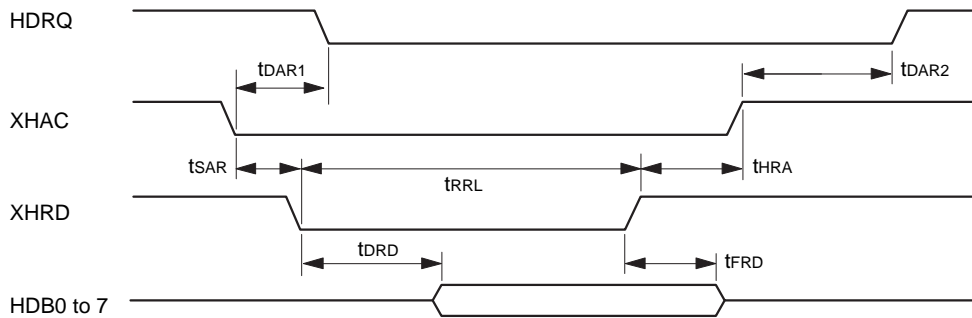 HDRQ
tDAR1
tDAR2
XHAC
tSAR
tRRL
tHRA
XHRD
tDRD
tFRD
HDB0 to 7